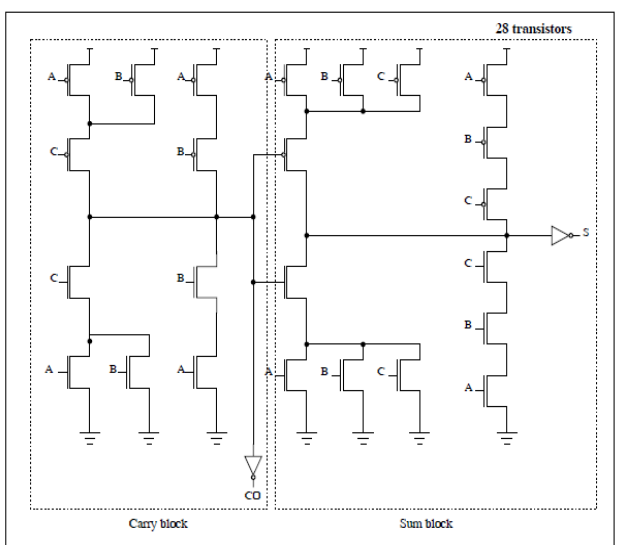 28 transistors
A B A A B C A
C B B
C
S
C B C
B
A B A A B C A
CO
Carry block Sum block